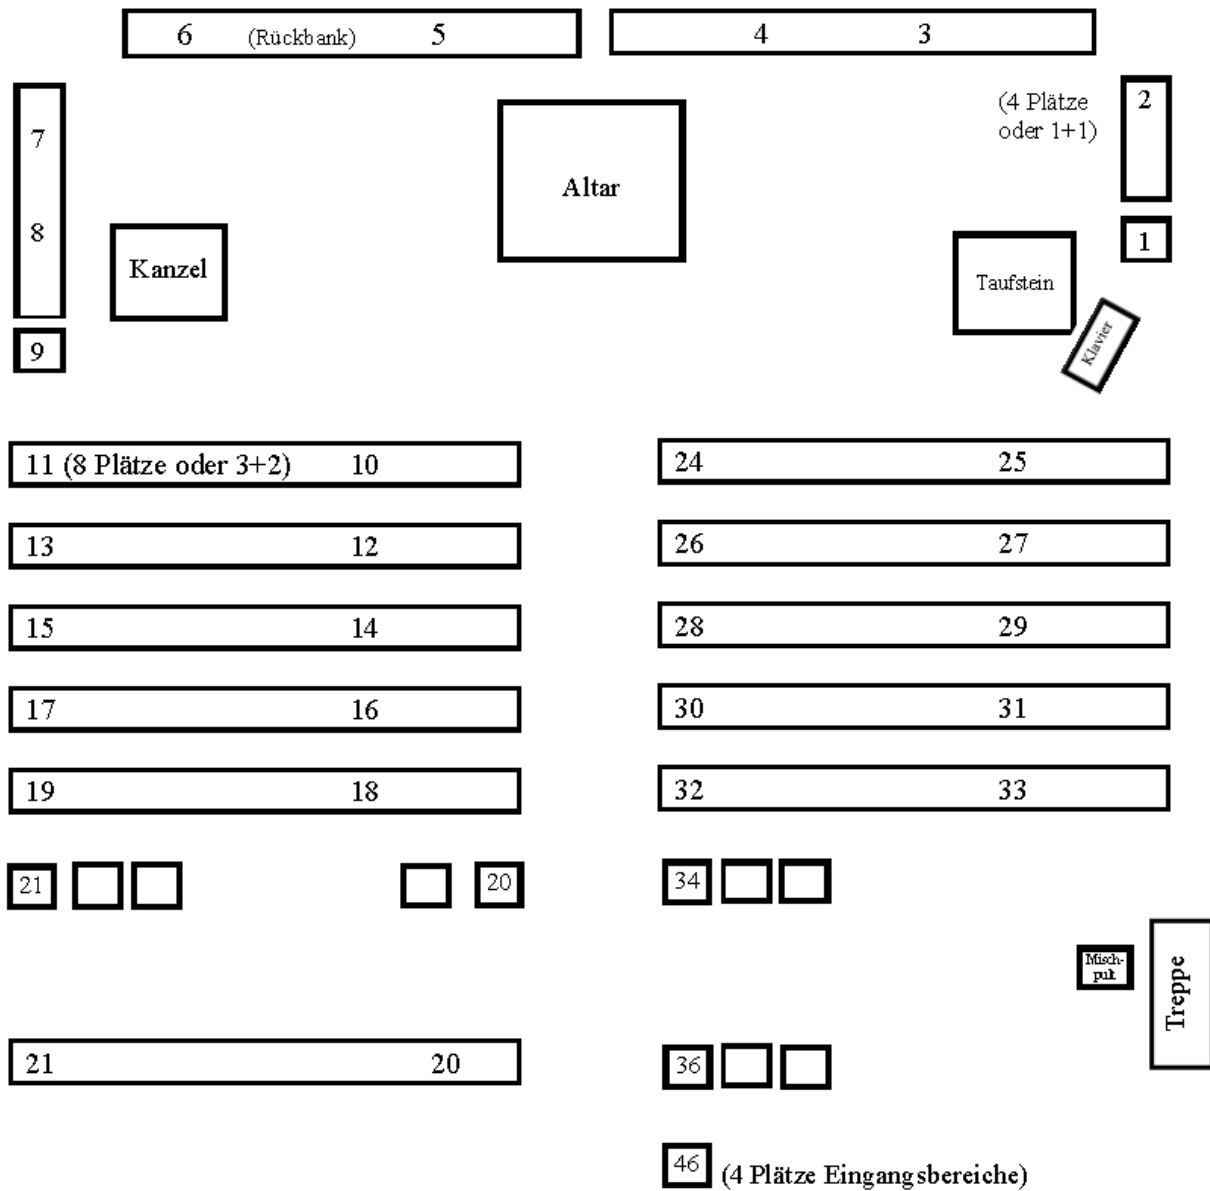 6 (Rückbank) 5
4 3
7
8
9
Kanzel
Altar
(4 Plätze
oder 1+1)
2
1
Taufstein
Klavier
11 (8 Plätze oder 3+2) 10
24 25
13 12
26 27
15 14
28 29
17 16
30 31
19 18
32 33
21
20
34
Misch-
pult
Treppe
21 20
36
46 (4 Plätze Eingangsbereiche)